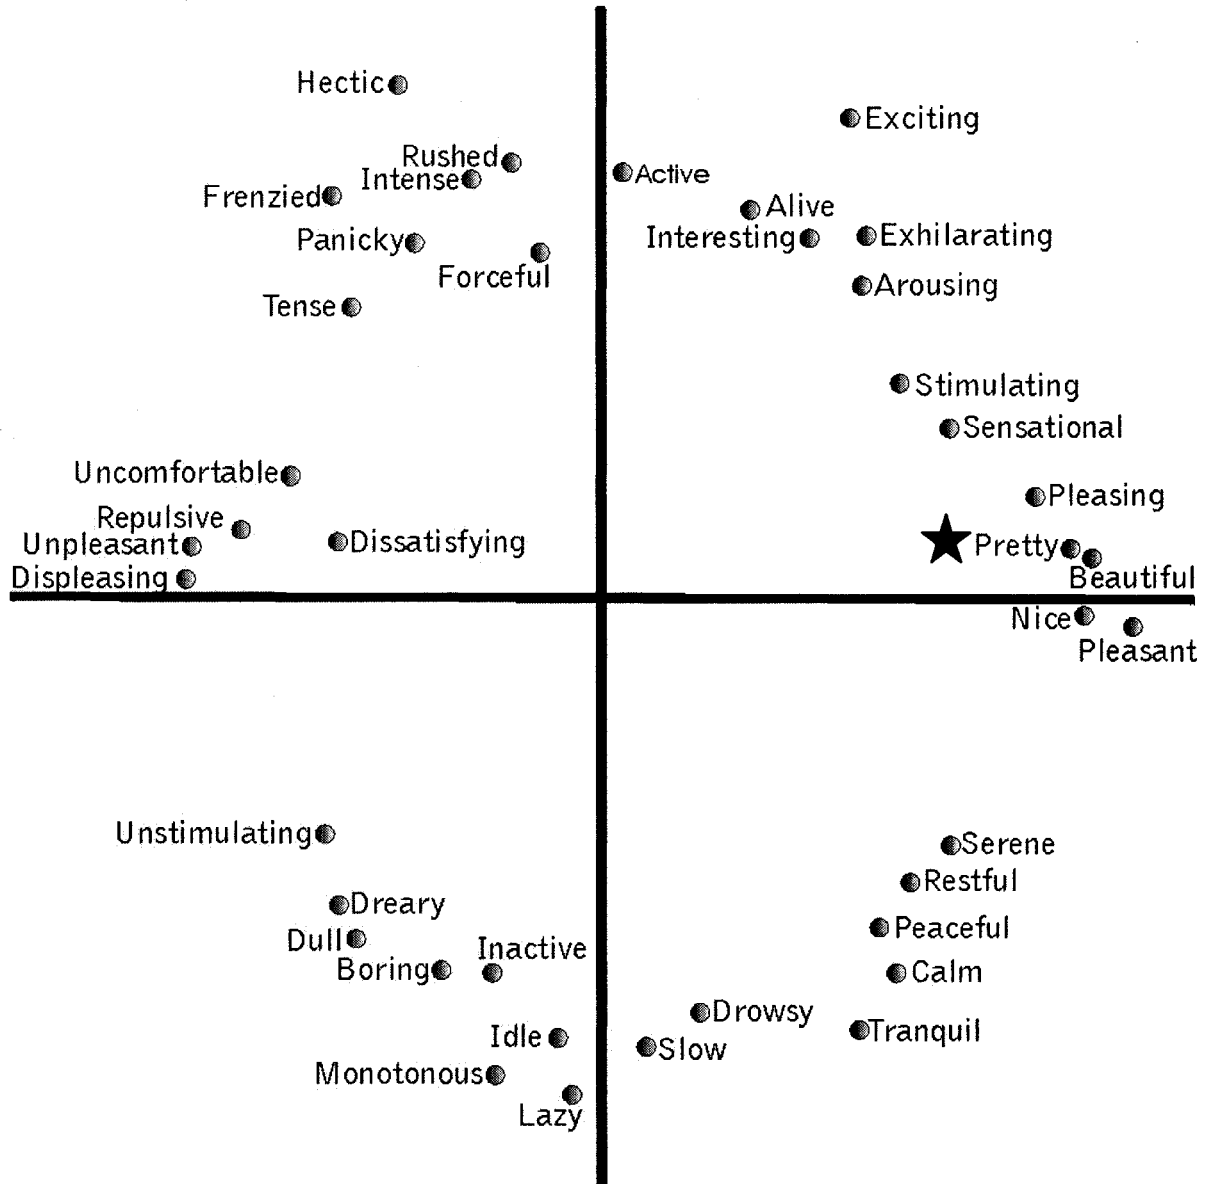 Hectic
Exciting
Rushed
Active
Intense
Frenzied
Alive
Interesting
Exhilarating
Panicky
Forceful
Arousing
Tense
Stimulating
Sensational
Uncomfortable
Pleasing
Repulsive
Unpleasant
Dissatisfying
Pretty
Displeasing
Beautiful
Nice
Pleasant
Unstimulating
Serene
Restful
Dreary
Peaceful
Dull
Inactive
Boring
Calm
Drowsy
Idle
Tranquil
Slow
Monotonous
Lazy